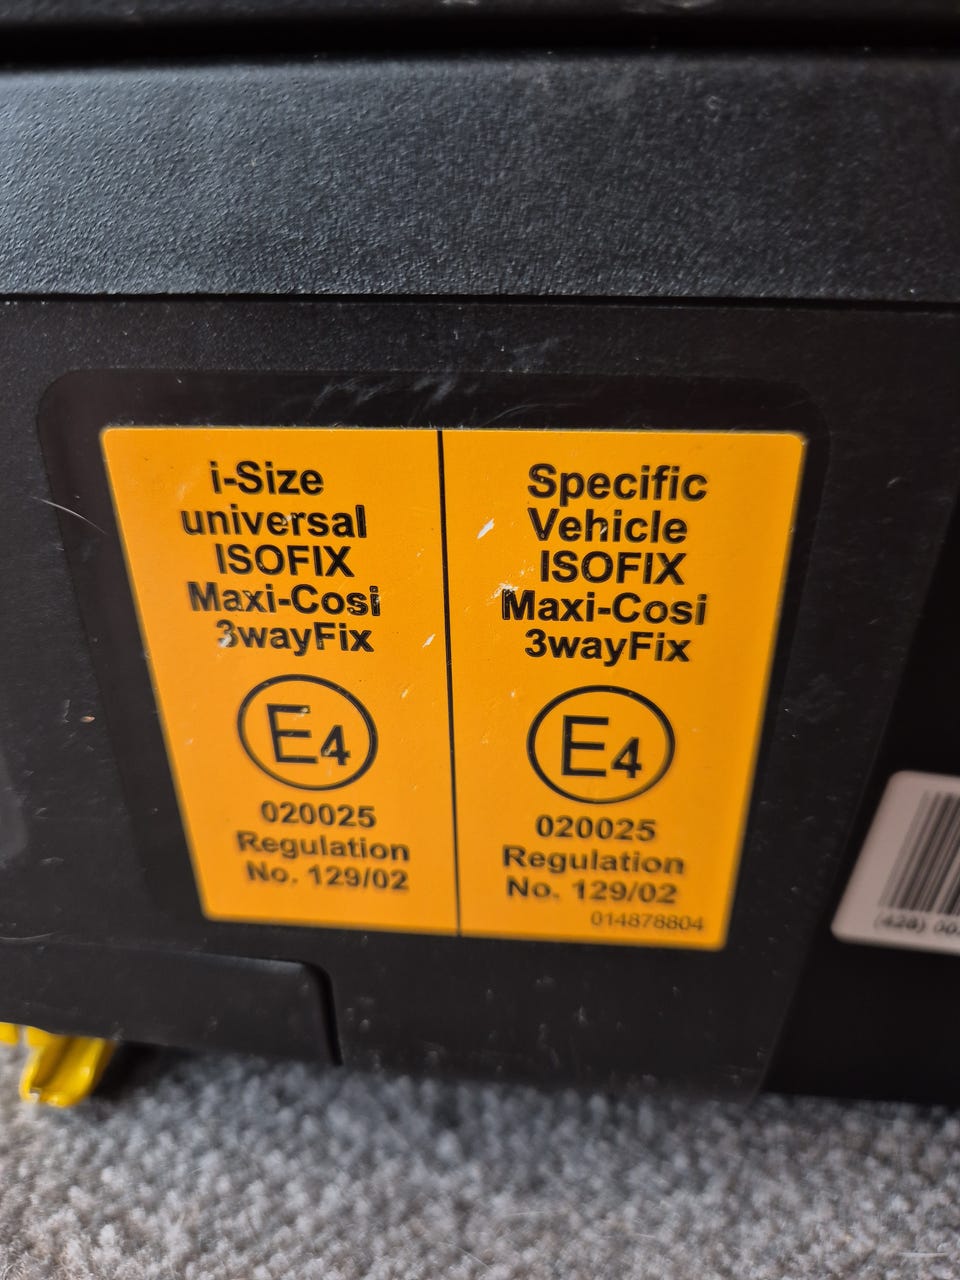 i-Size
universal
ISOFIX
Maxi-Cosi
3wayFix
E4
020025
Regulation
No. 129/02
Specific
Vehicle
ISOFIX
Maxi-Cosi
3wayFix
E4
020025
Regulation
No. 129/02
014878804